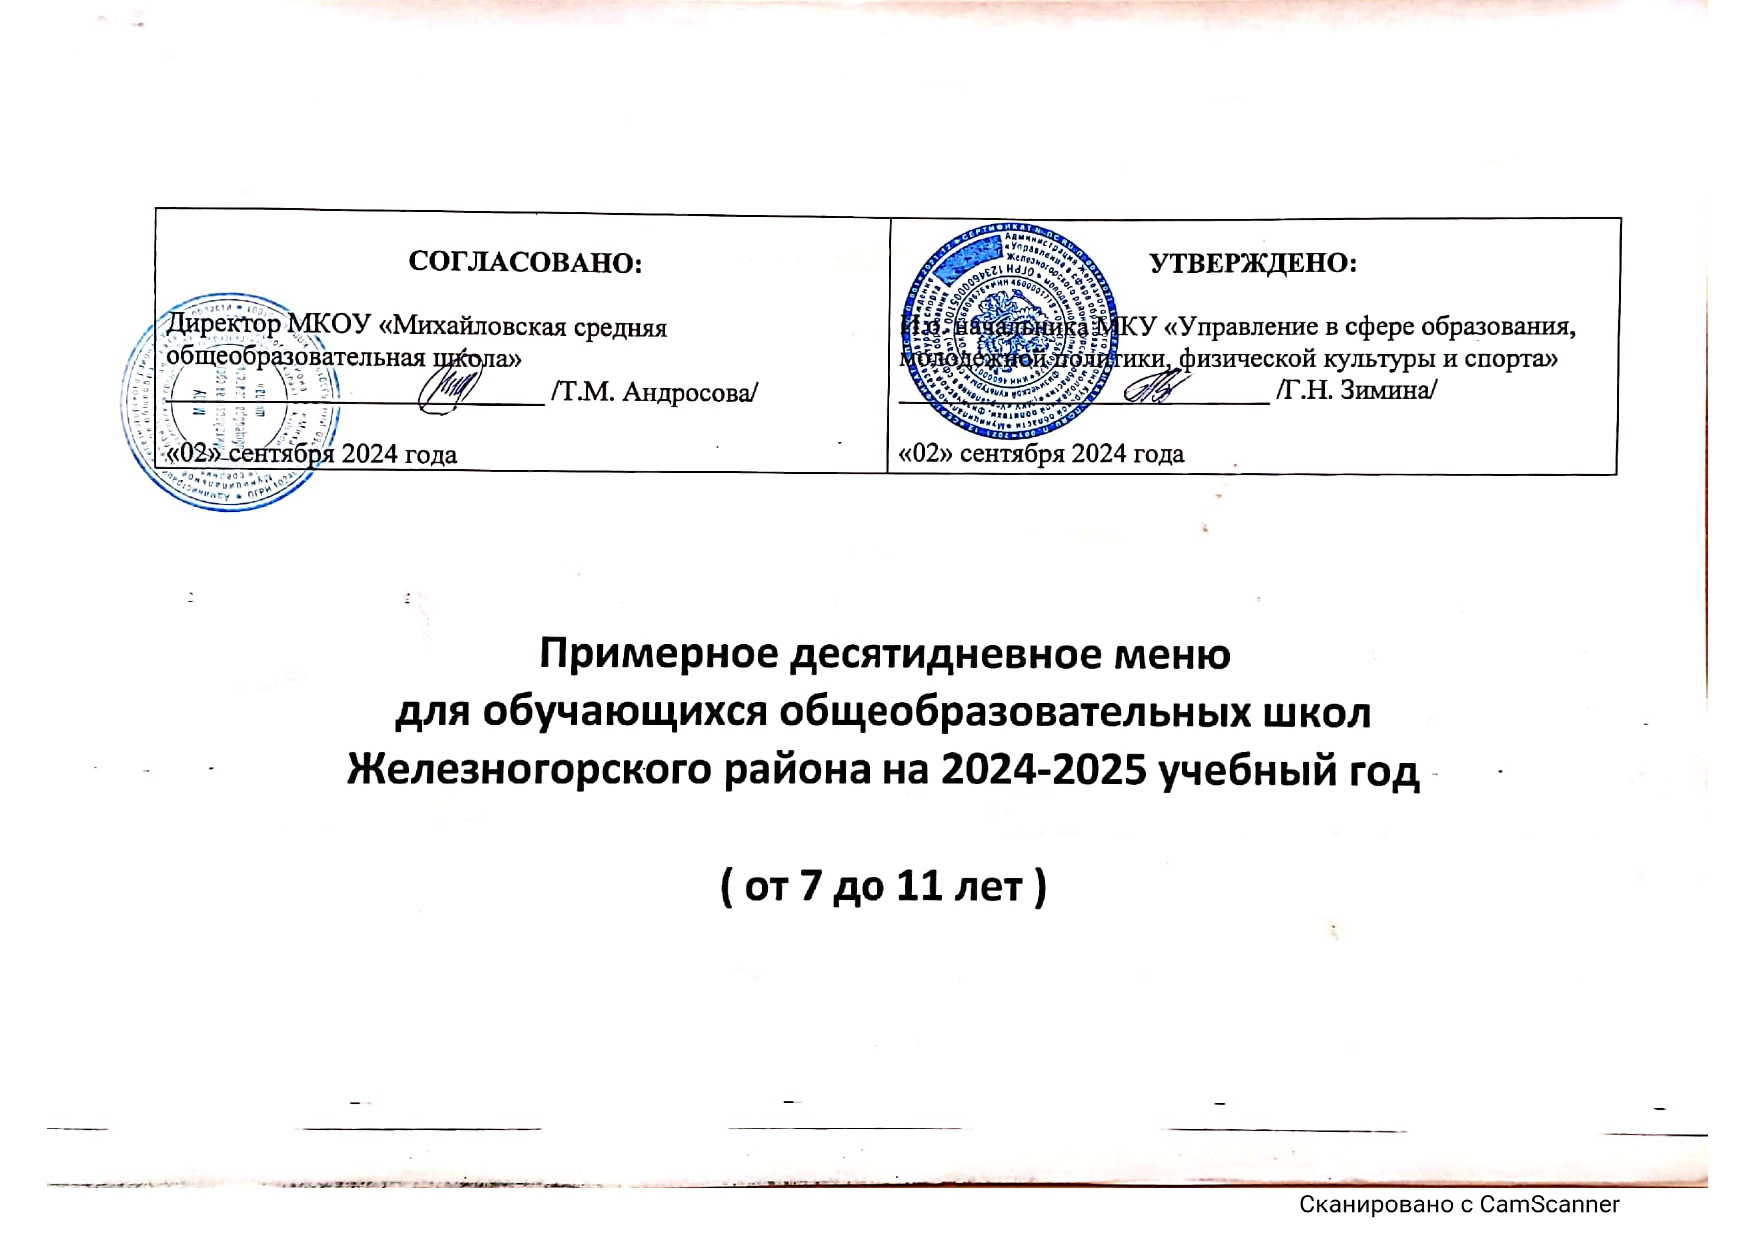 СОГЛАСОВАНО:
Директор МКОУ «Михайловская средняя
общеобразовательная школа»
/Т.М. Андросова/
«02» сентября 2024 года
УТВЕРЖДЕНО:
И.о. начальника МКУ «Управление в сфере образования,
молодежной политики, физической культуры и спорта»
/Г.Н. Зимина/
«02» сентября 2024 года
Примерное десятидневное меню
для обучающихся общеобразовательных школ
Железногорского района на 2024-2025 учебный год
( от 7 до 11 лет )
Сканировано с CamScanner